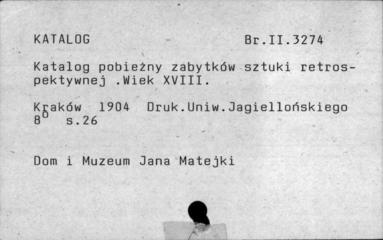 KATALOG Br.II.3274
Katalog pobieżny zabytków sztuki retros-
pektywnej .Wiek XVIII.
Kraków 1904 Druk.Uniw.Jagiellońskiego
8o s.26
Dom i Muzeum Jana Matejki